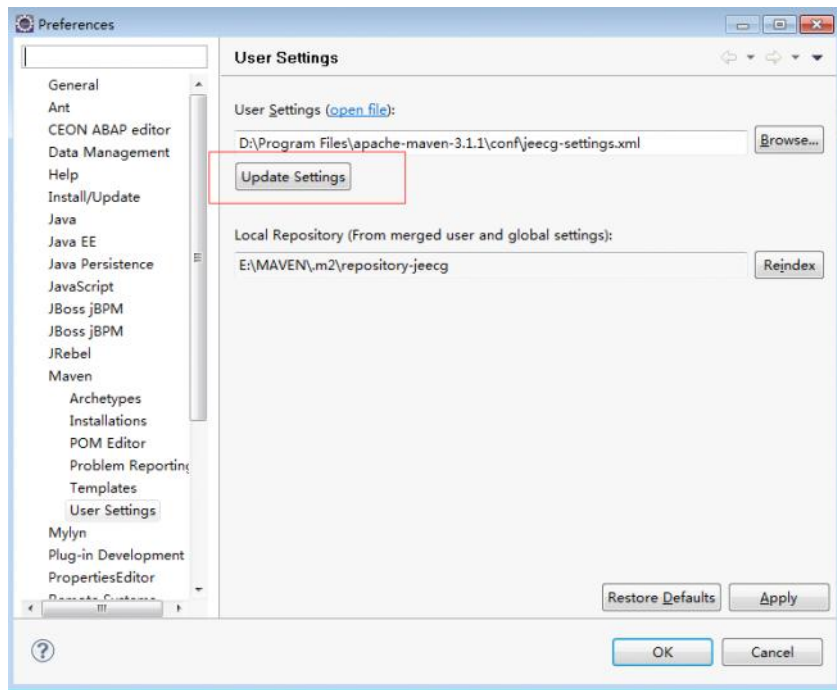 Preferences
User Settings
General
Ant
CEON ABAP editor
Data Management
Help
Install/Update
Java
Java EE
Java Persistence
JavaScript
JBoss jBPM
JBoss jBPM
JRebel
Maven
Archetypes
Installations
POM Editor
Problem Reporting
Templates
User Settings
Mylyn
Plug-in Development
PropertiesEditor
User Settings (open file):
D:\Program Files\apache-maven-3.1.1\conf\jeecg-settings.xml
Browse...
Update Settings
Local Repository (From merged user and global settings):
E:\MAVEN\.m2\repository-jeecg
Reindex
Restore Defaults
Apply
OK
Cancel